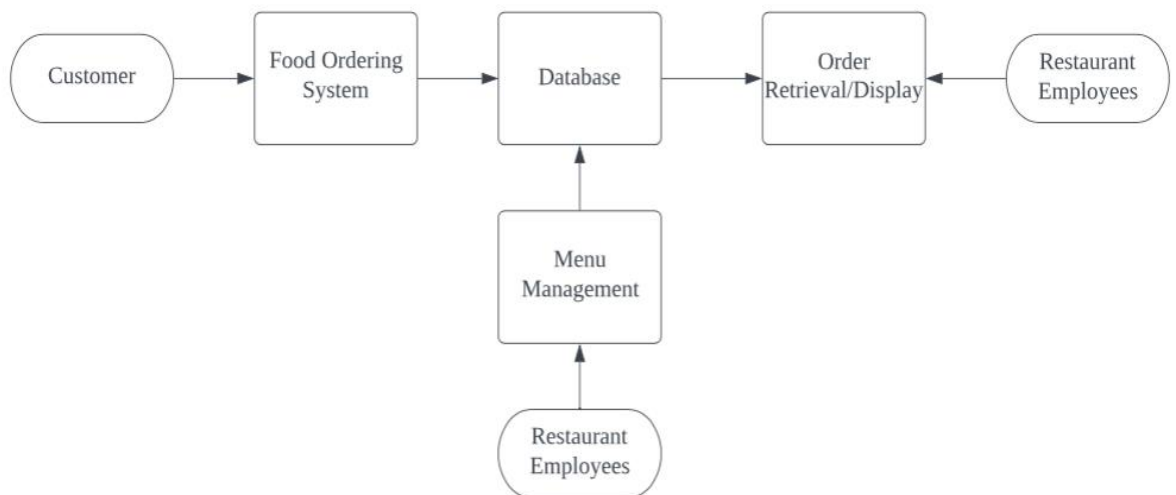 Customer
Food Ordering
System
Database
Order
Retrieval/Display
Restaurant
Employees
Menu
Management
Restaurant
Employees